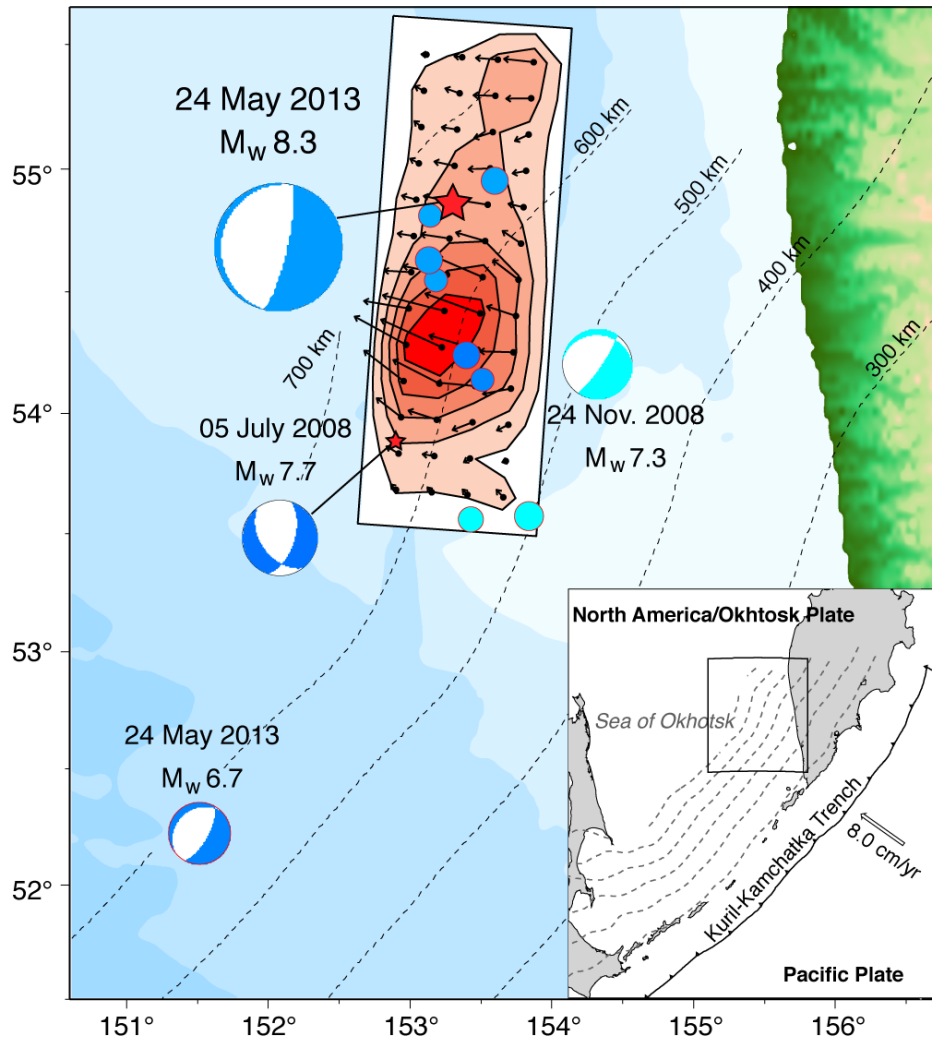 24 May 2013
Mw 8.3
600 km
500 km
400 km
300 km
700 km
05 July 2008
Mw 7.7
24 Nov. 2008
Mw 7.3
24 May 2013
Mw 6.7
55°
54°
53°
52°
151°
152°
153°
154°
155°
156°
North America/Okhtosk Plate
Sea of Okhotsk
Kuril-Kamchatka Trench
8.0 cm/yr
Pacific Plate